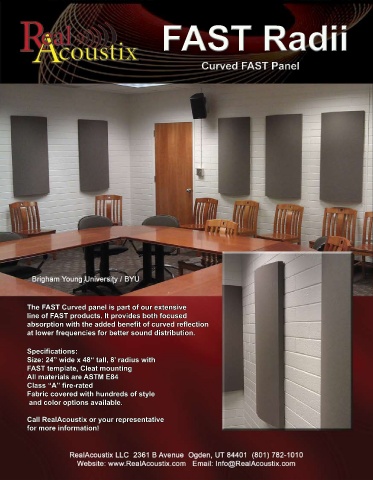 RealAcoustix
FAST Radii
Curved FAST Panel
Brigham Young University / BYU
The FAST Curved panel is part of our extensive
line of FAST products. It provides both focused
absorption with the added benefit of curved reflection
at lower frequencies for better sound distribution.
Specifications:
Size: 24" wide x 48" tall, 8' radius with
FAST template, Cleat mounting
All materials are ASTM E84
Class "A" fire-rated
Fabric covered with hundreds of style
and color options available.
Call RealAcoustix or your representative
for more information!
RealAcoustix LLC 2361 B Avenue Ogden, UT 84401 (801) 782-1010
Website: www.RealAcoustix.com Email: Info@RealAcoustix.com